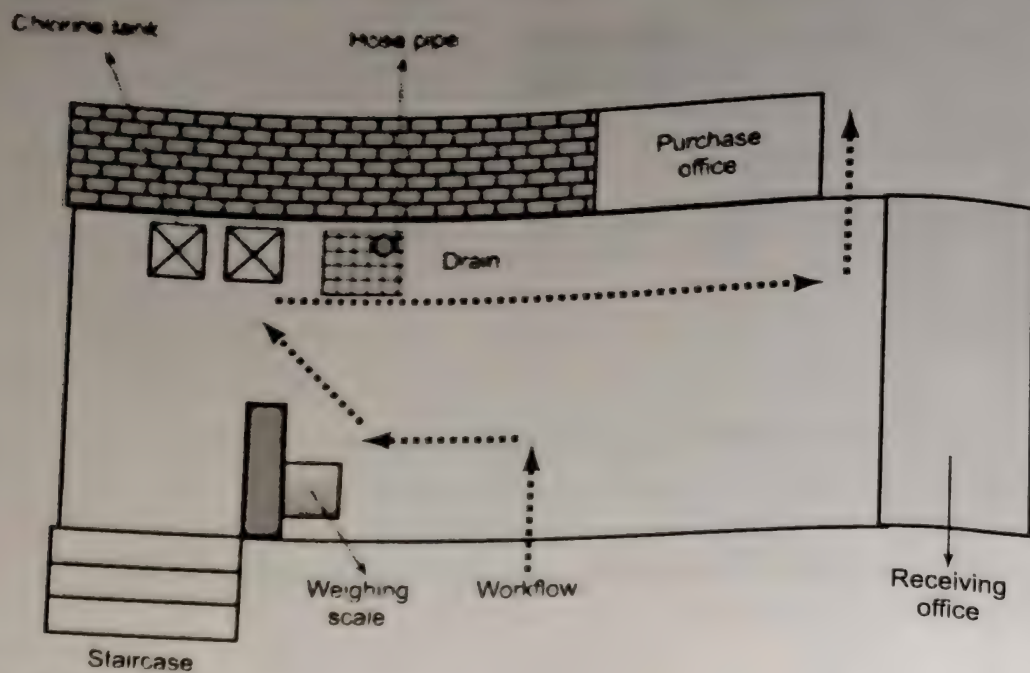 Chlorine tank
Hose pipe
Purchase
office
Drain
Weighing
scale
Workflow
Receiving
office
Staircase